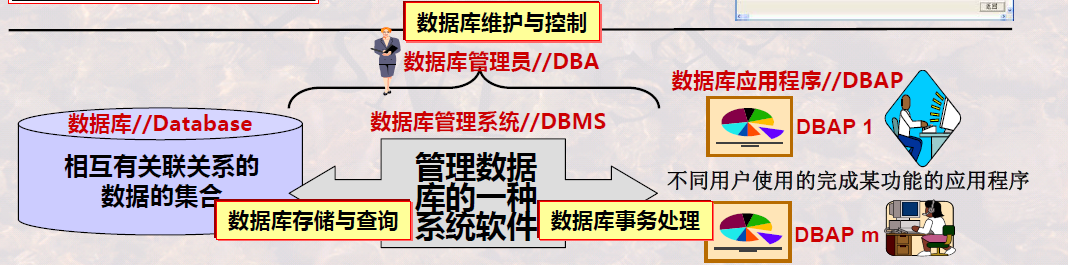 返回
数据库维护与控制
数据库管理员//DBA
数据库应用程序//DBAP
数据库//Database
数据库管理系统//DBMS
DBAP 1
相互有关联关系的
数据的集合
管理数据
库的一种
系统软件
不同用户使用的完成某功能的应用程序
数据库存储与查询
数据库事务处理
DBAP m